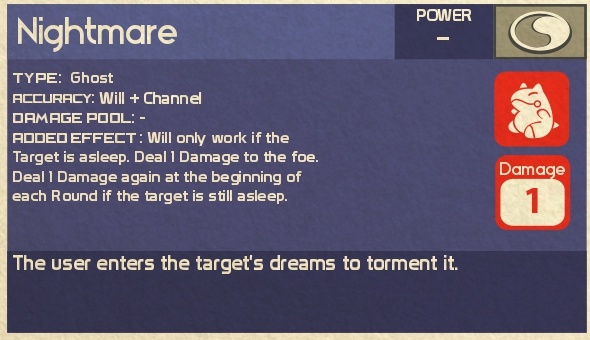 Nightmare
POWER
–
TYPE: Ghost
ACCURACY: Will + Channel
DAMAGE POOL: -
ADDED EFFECT: Will only work if the
Target is asleep. Deal 1 Damage to the foe.
Deal 1 Damage again at the beginning of
each Round if the target is still asleep.
Damage
1
The user enters the target's dreams to torment it.